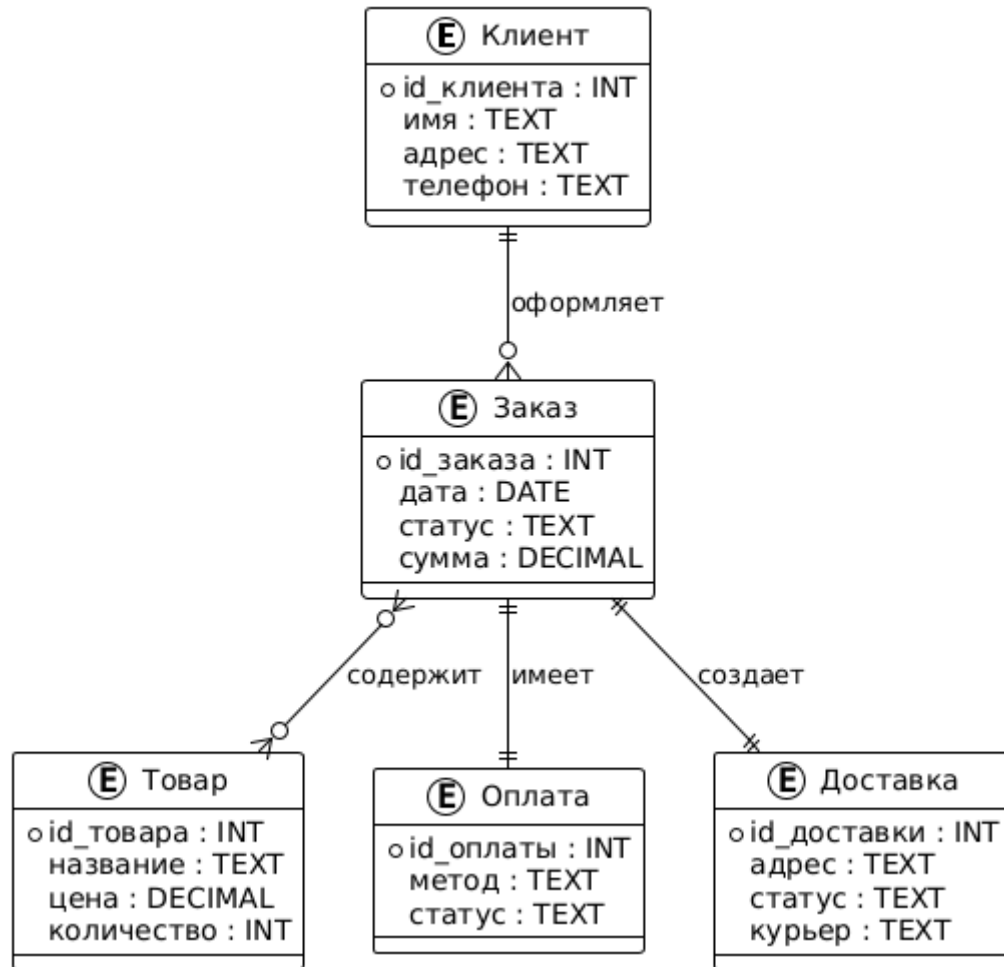 E Клиент
id_клиента : INT
имя : TEXT
адрес : TEXT
телефон : TEXT
оформляет
E Заказ
id_заказа : INT
дата : DATE
статус : TEXT
сумма : DECIMAL
содержит
имеет
создает
E Товар
id_товара : INT
название : TEXT
цена : DECIMAL
количество : INT
E Оплата
id_оплаты : INT
метод : TEXT
статус : TEXT
E Доставка
id_доставки : INT
адрес : TEXT
статус : TEXT
курьер : TEXT